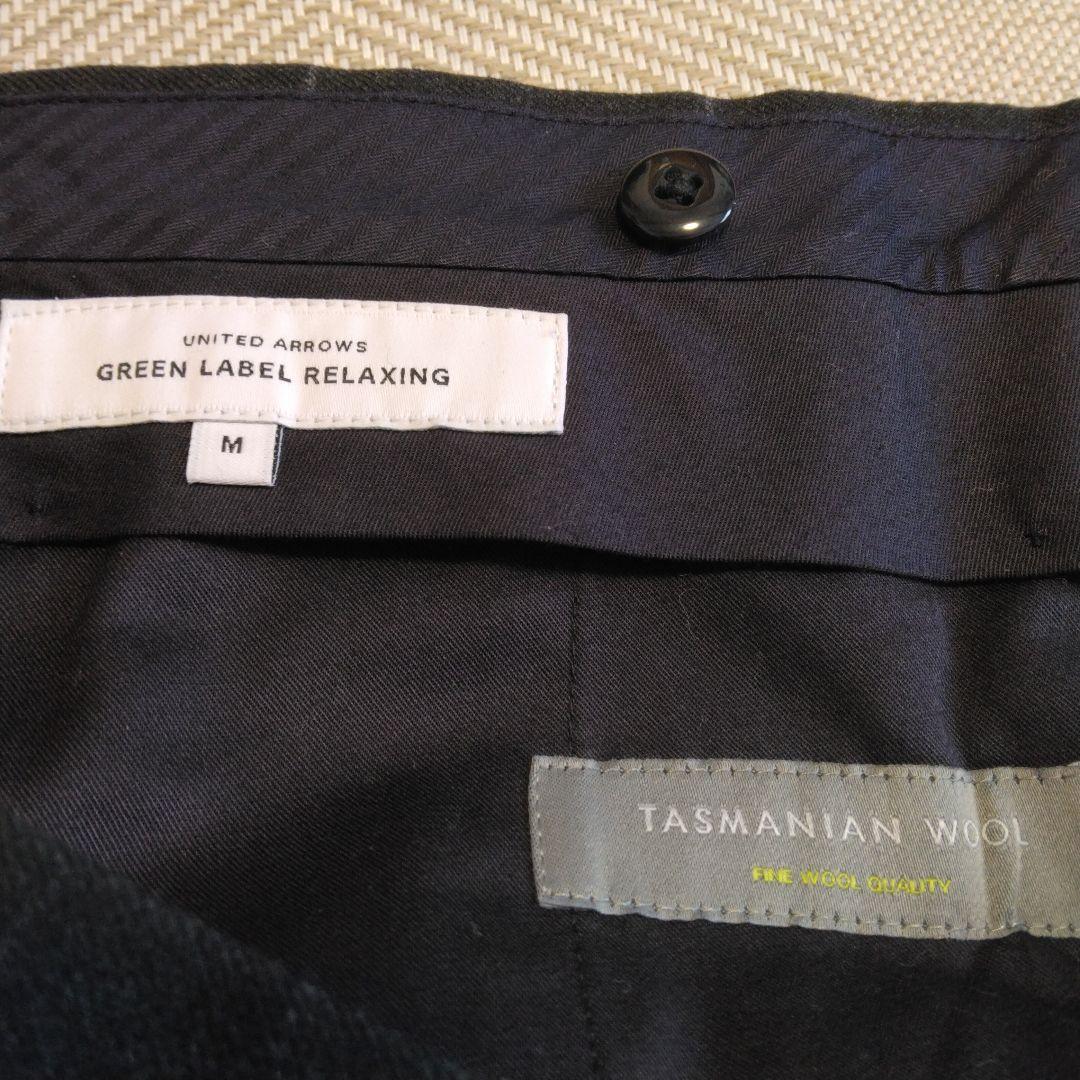 UNITED ARROWS
GREEN LABEL RELAXING
M
TASMANIAN WOOL
FINE WOOL QUALITY